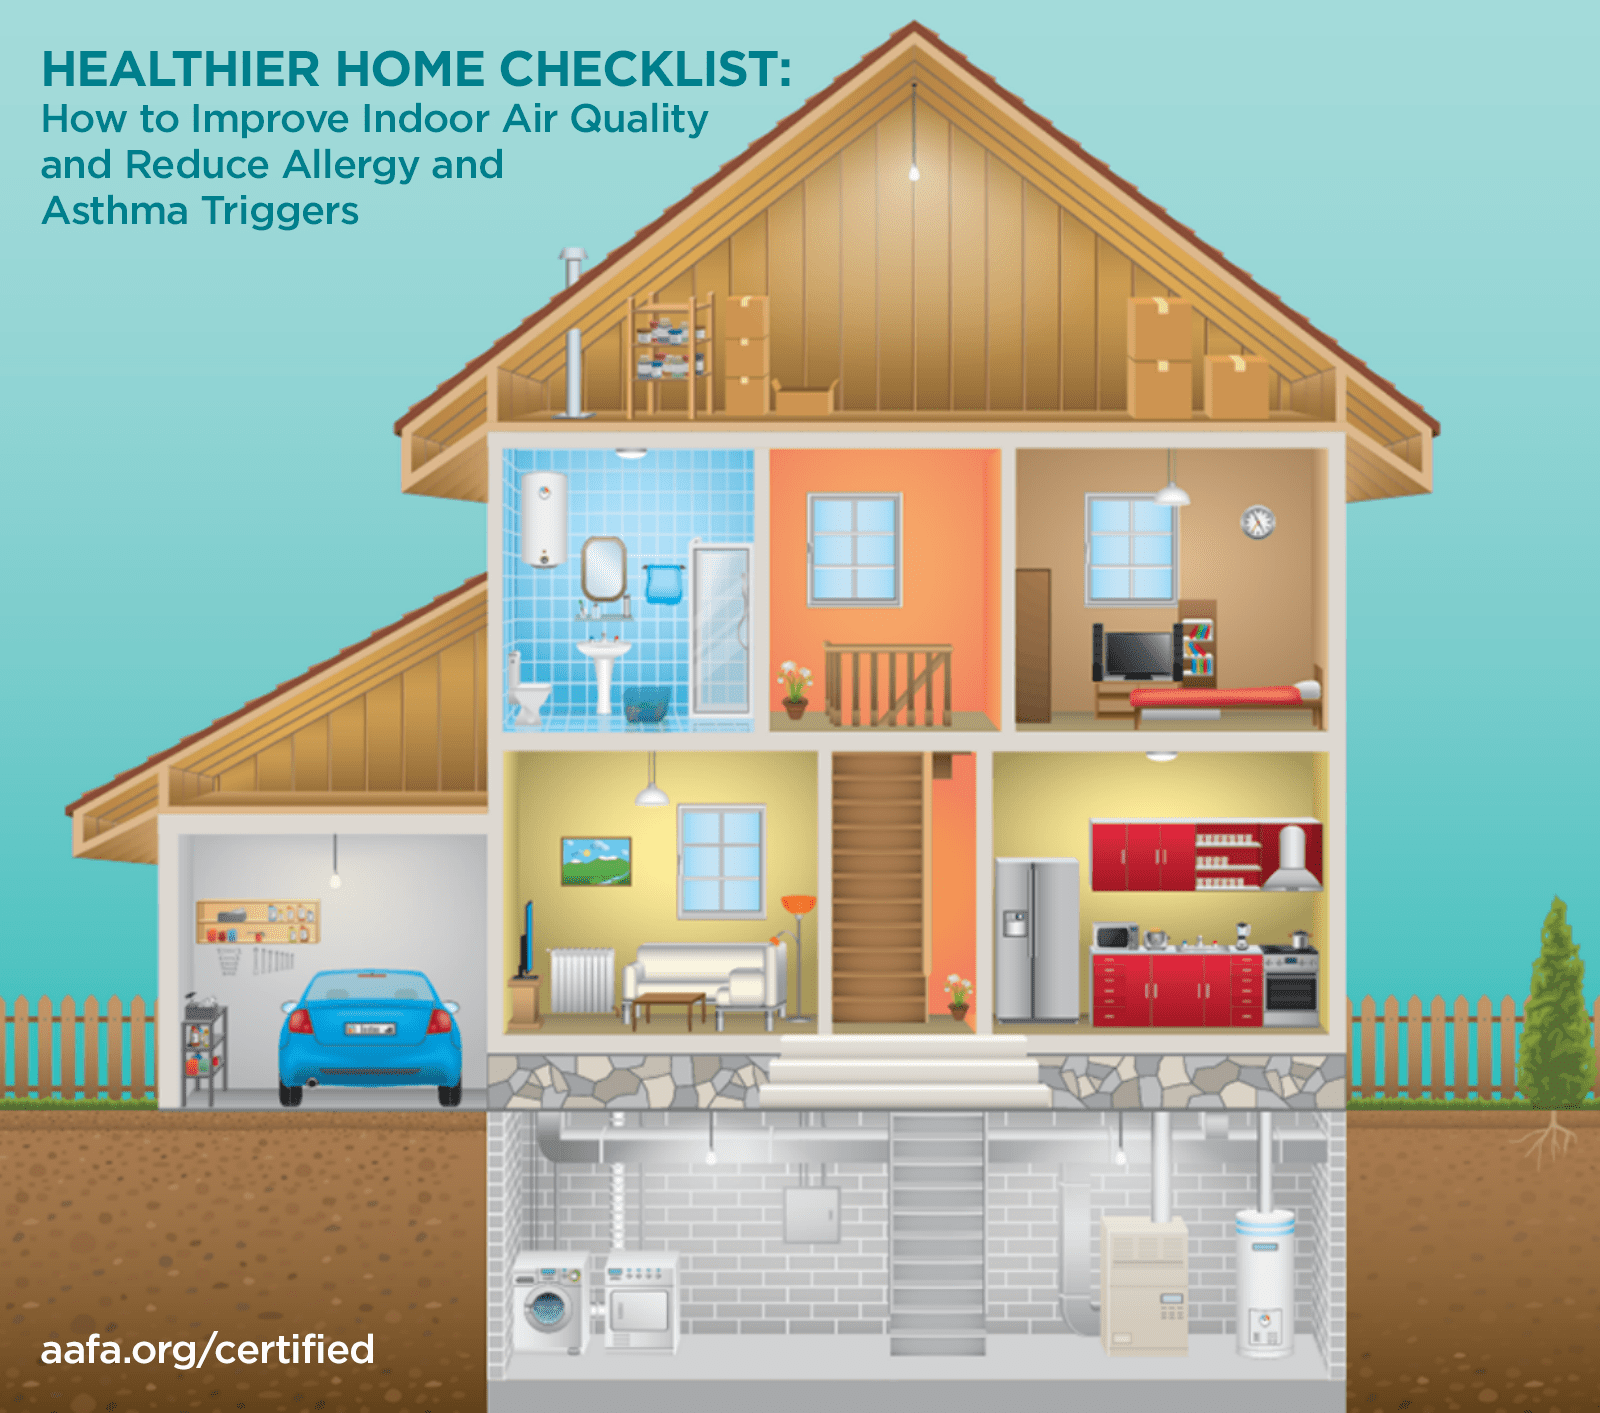 HEALTHIER HOME CHECKLIST:
How to Improve Indoor Air Quality
and Reduce Allergy and
Asthma Triggers
aafa.org/certified